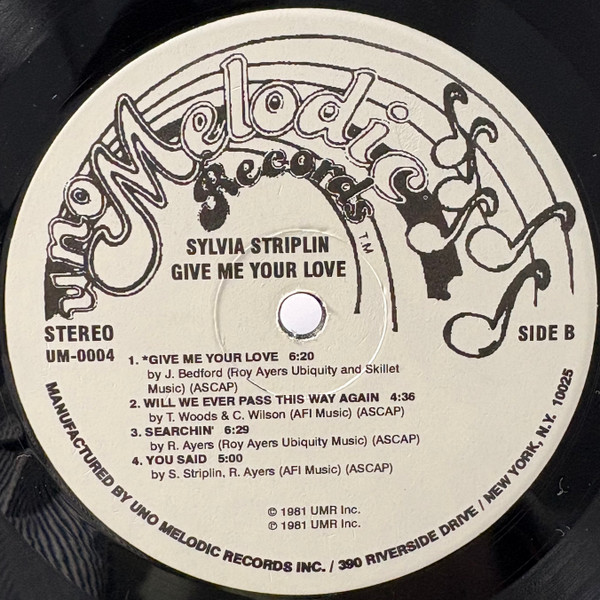 uno Melodic
Records T.M
SYLVIA STRIPLIN
GIVE ME YOUR LOVE
STEREO
UM-0004
SIDE B
1. *GIVE ME YOUR LOVE 6:20
by J. Bedford (Roy Ayers Ubiquity and Skillet
Music) (ASCAP)
2. WILL WE EVER PASS THIS WAY AGAIN 4:36
by T. Woods & C. Wilson (AFI Music) (ASCAP)
3. SEARCHIN' 6:29
by R. Ayers (Roy Ayers Ubiquity Music) (ASCAP)
4. YOU SAID 5:00
by S. Striplin, R. Ayers (AFI Music) (ASCAP)
© 1981 UMR Inc.
℗ 1981 UMR Inc.
MANUFACTURED BY UNO MELODIC RECORDS INC. / 390 RIVERSIDE DRIVE / NEW YORK, N.Y. 10025